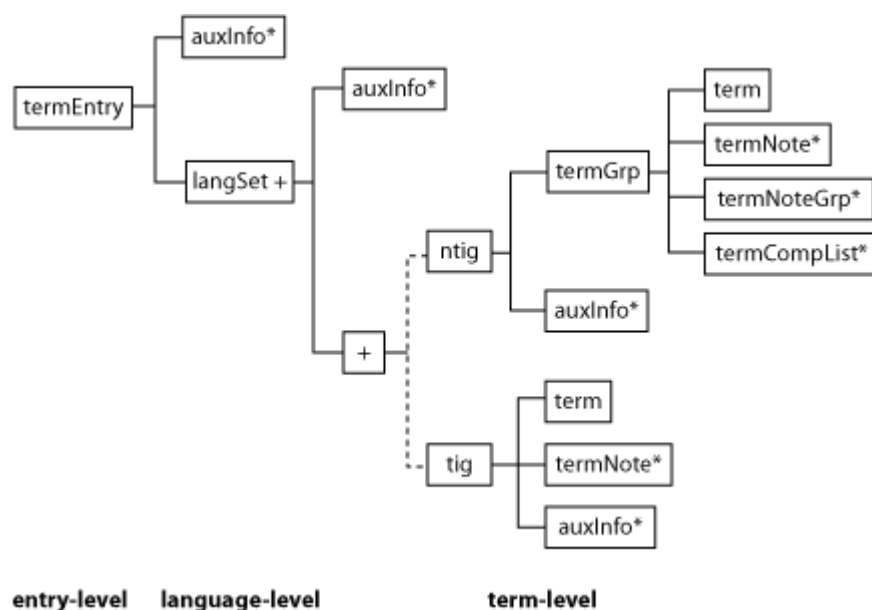 auxInfo*
termEntry
langSet +
auxInfo*
+
ntig
termGrp
term
termNote*
termNoteGrp*
termCompList*
auxInfo*
tig
term
termNote*
auxInfo*
entry-level language-level term-level